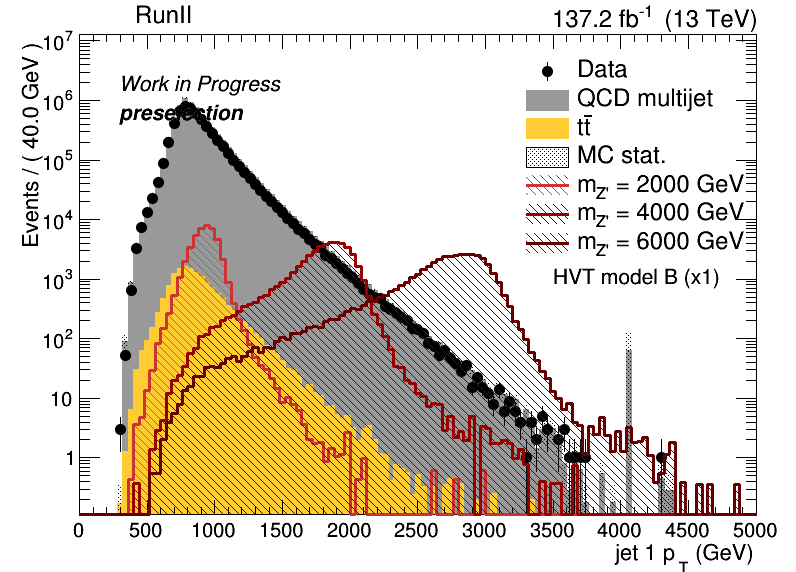 RunII
137.2 fb⁻¹ (13 TeV)
Work in Progress
preselection
Data
QCD multijet
tt̄
MC stat.
m_Z' = 2000 GeV
m_Z' = 4000 GeV
m_Z' = 6000 GeV
HVT model B (x1)
Events / ( 40.0 GeV )
10⁷
10⁶
10⁵
10⁴
10³
10²
10
1
0 500 1000 1500 2000 2500 3000 3500 4000 4500 5000
jet 1 p_T (GeV)